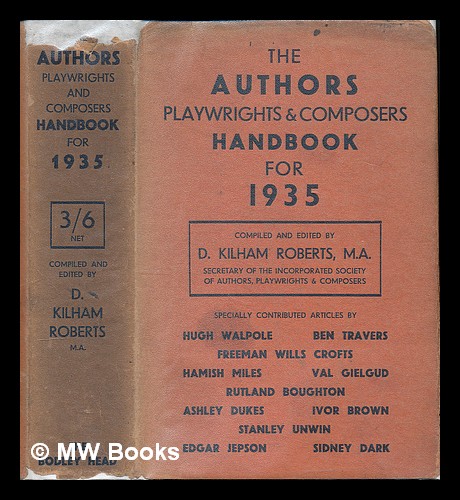 AUTHORS
PLAYWRIGHTS
AND
COMPOSERS
HANDBOOK
FOR
1935
3/6
NET
COMPILED AND
EDITED BY
D.
KILHAM
ROBERTS
M.A.
BODLEY HEAD
THE
AUTHORS
PLAYWRIGHTS & COMPOSERS
HANDBOOK
FOR
1935
COMPILED AND EDITED BY
D. KILHAM ROBERTS, M.A.
SECRETARY OF THE INCORPORATED SOCIETY
OF AUTHORS, PLAYWRIGHTS & COMPOSERS
SPECIALLY CONTRIBUTED ARTICLES BY
HUGH WALPOLE BEN TRAVERS
FREEMAN WILLS CROFTS
HAMISH MILES VAL GIELGUD
RUTLAND BOUGHTON
ASHLEY DUKES IVOR BROWN
STANLEY UNWIN
EDGAR JEPSON SIDNEY DARK
© MW Books